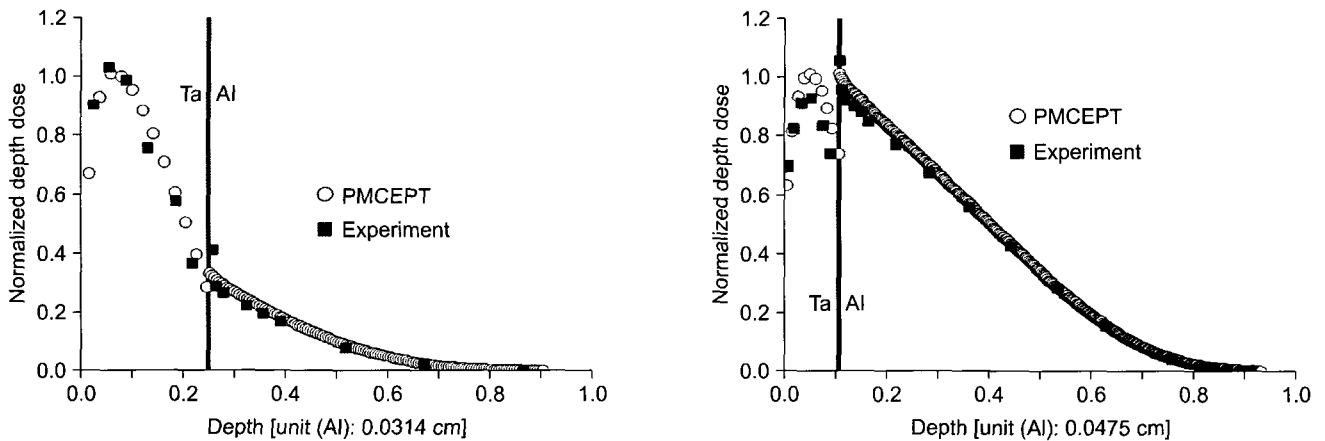 Normalized depth dose
1.2
1.0
0.8
0.6
0.4
0.2
0.0
Ta Al
PMCEPT
Experiment
0.0 0.2 0.4 0.6 0.8 1.0
Depth [unit (Al): 0.0314 cm]
Normalized depth dose
1.2
1.0
0.8
0.6
0.4
0.2
0.0
PMCEPT
Experiment
Ta Al
0.0 0.2 0.4 0.6 0.8 1.0
Depth [unit (Al): 0.0475 cm]